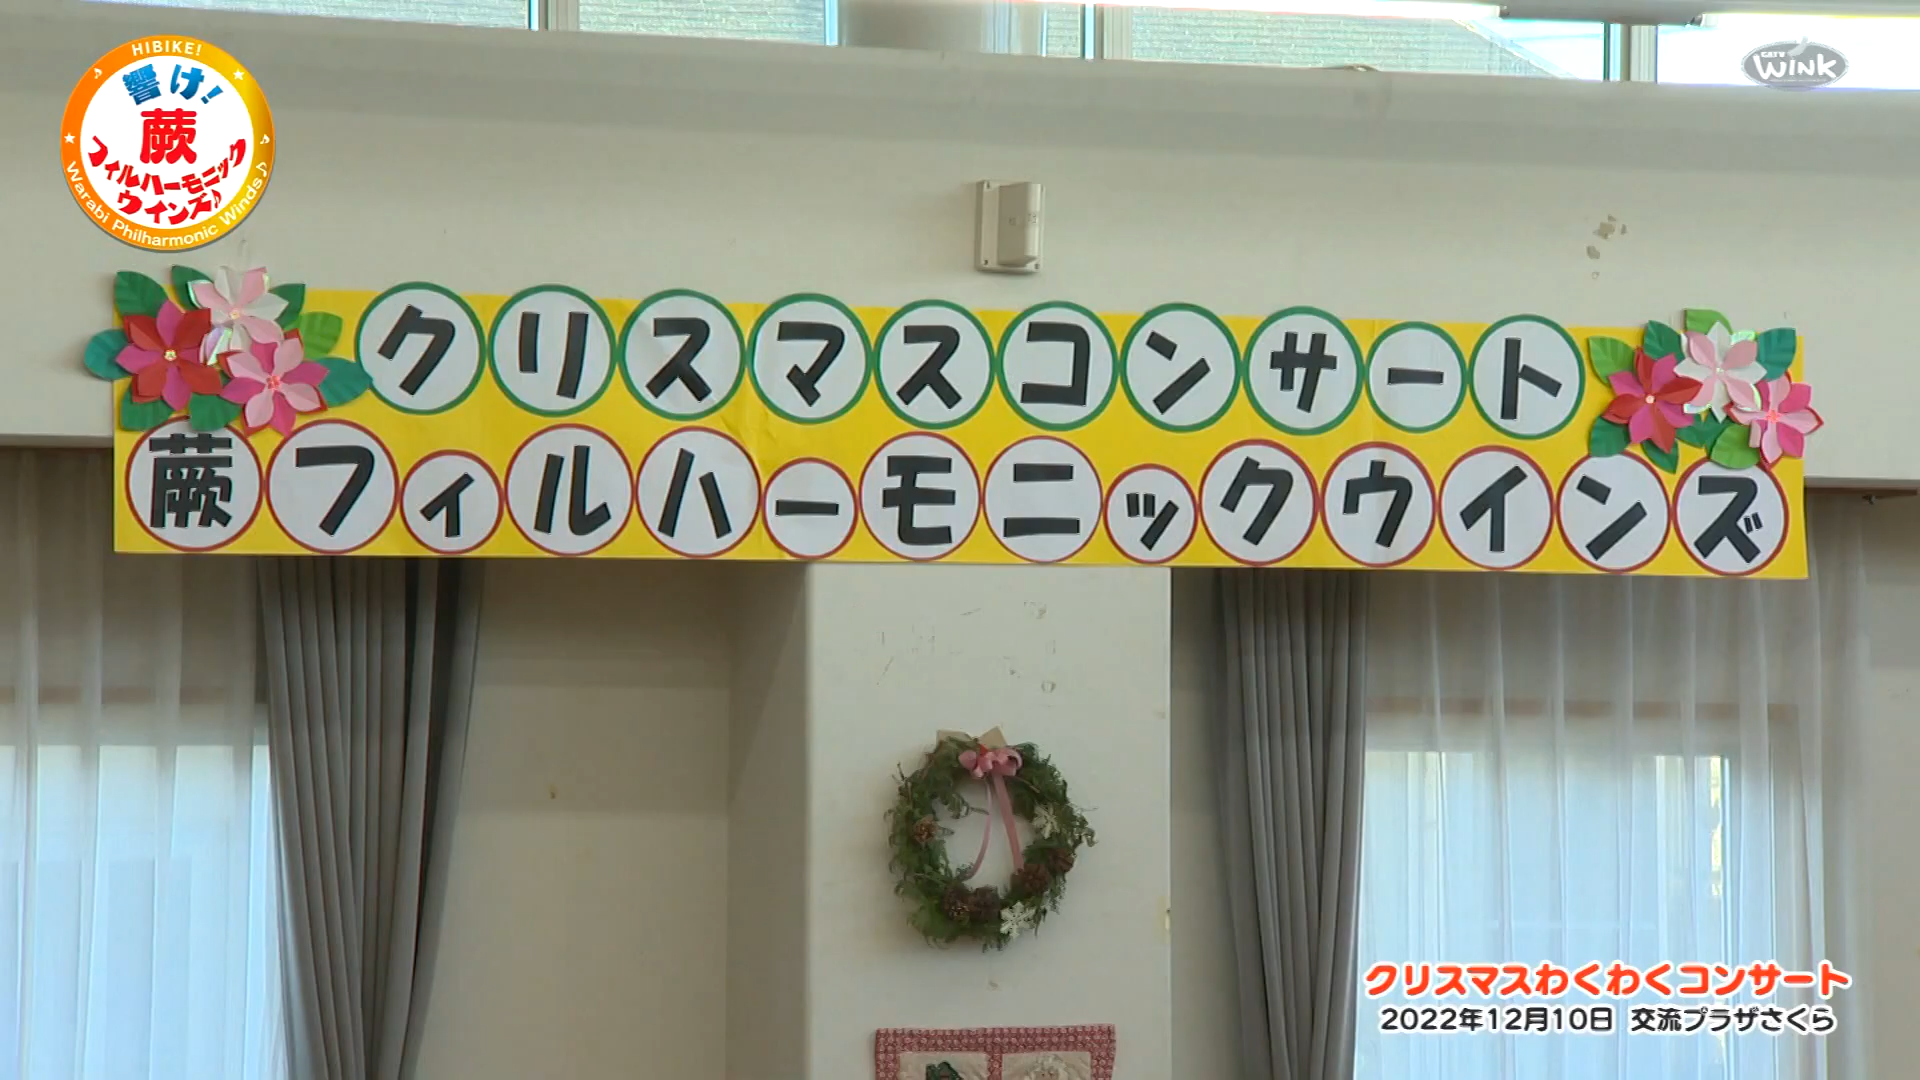 HIBIKE!
響け!
蕨
フィルハーモニック
ウインズ♪
Warabi Philharmonic Winds♪
CATV
WINK
クリスマスコンサート
蕨フィルハーモニックウインズ
クリスマスわくわくコンサート
2022年12月10日 交流プラザさくら